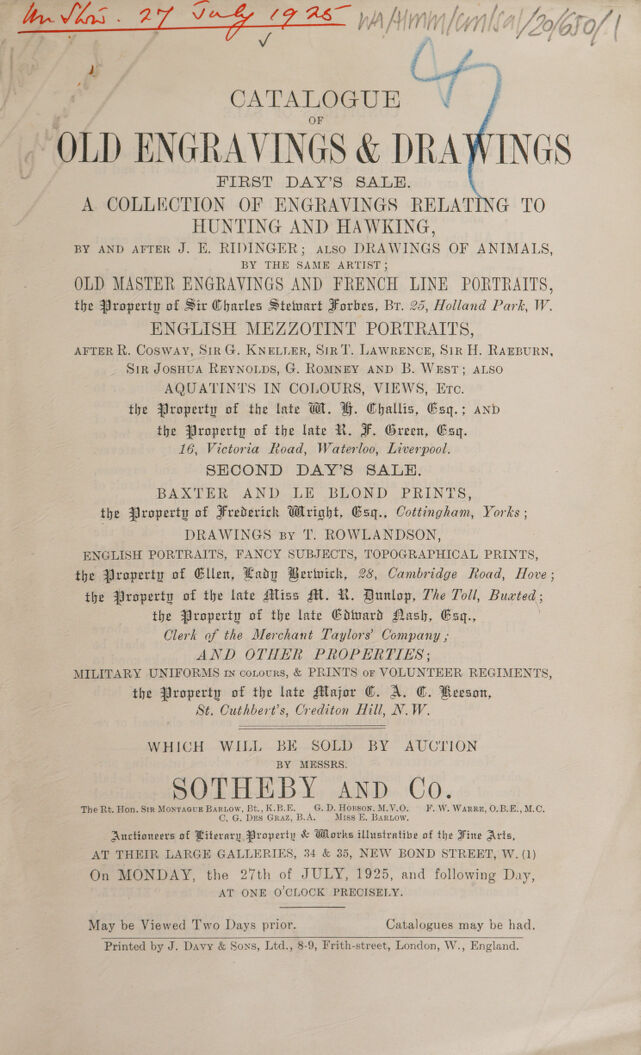 27 July 1925 WA/Hmm/cm/sal/20/650/1
CATALOGUE
OF
OLD ENGRAVINGS & DRAWINGS
FIRST DAY'S SALE.
A COLLECTION OF ENGRAVINGS RELATING TO
HUNTING AND HAWKING,
BY AND AFTER J. E. RIDINGER; ALSO DRAWINGS OF ANIMALS,
BY THE SAME ARTIST;
OLD MASTER ENGRAVINGS AND FRENCH LINE PORTRAITS,
the Property of Sir Charles Stewart Forbes, BT. 25, Holland Park, W.
ENGLISH MEZZOTINT PORTRAITS,
AFTER R. COSWAY, SIR G. KNELLER, SIR T. LAWRENCE, SIR H. RAEBURN,
SIR JOSHUA REYNOLDS, G. ROMNEY AND B. WEST; ALSO
AQUATINTS IN COLOURS, VIEWS, ETC.
the Property of the late W. H. Challis, Esq.; AND
the Property of the late R. F. Green, Esq.
16, Victoria Road, Waterloo, Liverpool.
SECOND DAY'S SALE.
BAXTER AND LE BLOND PRINTS,
the Property of Frederick Wright, Esq., Cottingham, Yorks;
DRAWINGS BY T. ROWLANDSON,
ENGLISH PORTRAITS, FANCY SUBJECTS, TOPOGRAPHICAL PRINTS,
the Property of Ellen, Lady Berwick, 28, Cambridge Road, Hove;
the Property of the late Miss M. R. Dunlop, The Toll, Buxted;
the Property of the late Edward Nash, Esq.,
Clerk of the Merchant Taylors' Company;
AND OTHER PROPERTIES;
MILITARY UNIFORMS IN COLOURS, & PRINTS OF VOLUNTEER REGIMENTS,
the Property of the late Major C. A. C. Keeson,
St. Cuthbert's, Crediton Hill, N.W.
WHICH WILL BE SOLD BY AUCTION
BY MESSRS.
SOTHEBY AND CO.
The Rt. Hon. SIR MONTAGUE BARLOW, Bt., K.B.E. G. D. HOBSON, M.V.O. F. W. WARRE, O.B.E., M.C.
C. G. DES GRAZ, B.A. MISS E. BARLOW.
Auctioneers of Literary Property & Works illustrative of the Fine Arts,
AT THEIR LARGE GALLERIES, 34 & 35, NEW BOND STREET, W. (1)
On MONDAY, the 27th of JULY, 1925, and following Day,
AT ONE O'CLOCK PRECISELY.
May be Viewed Two Days prior. Catalogues may be had.
Printed by J. DAVY & SONS, Ltd., 8-9, Frith-street, London, W., England.